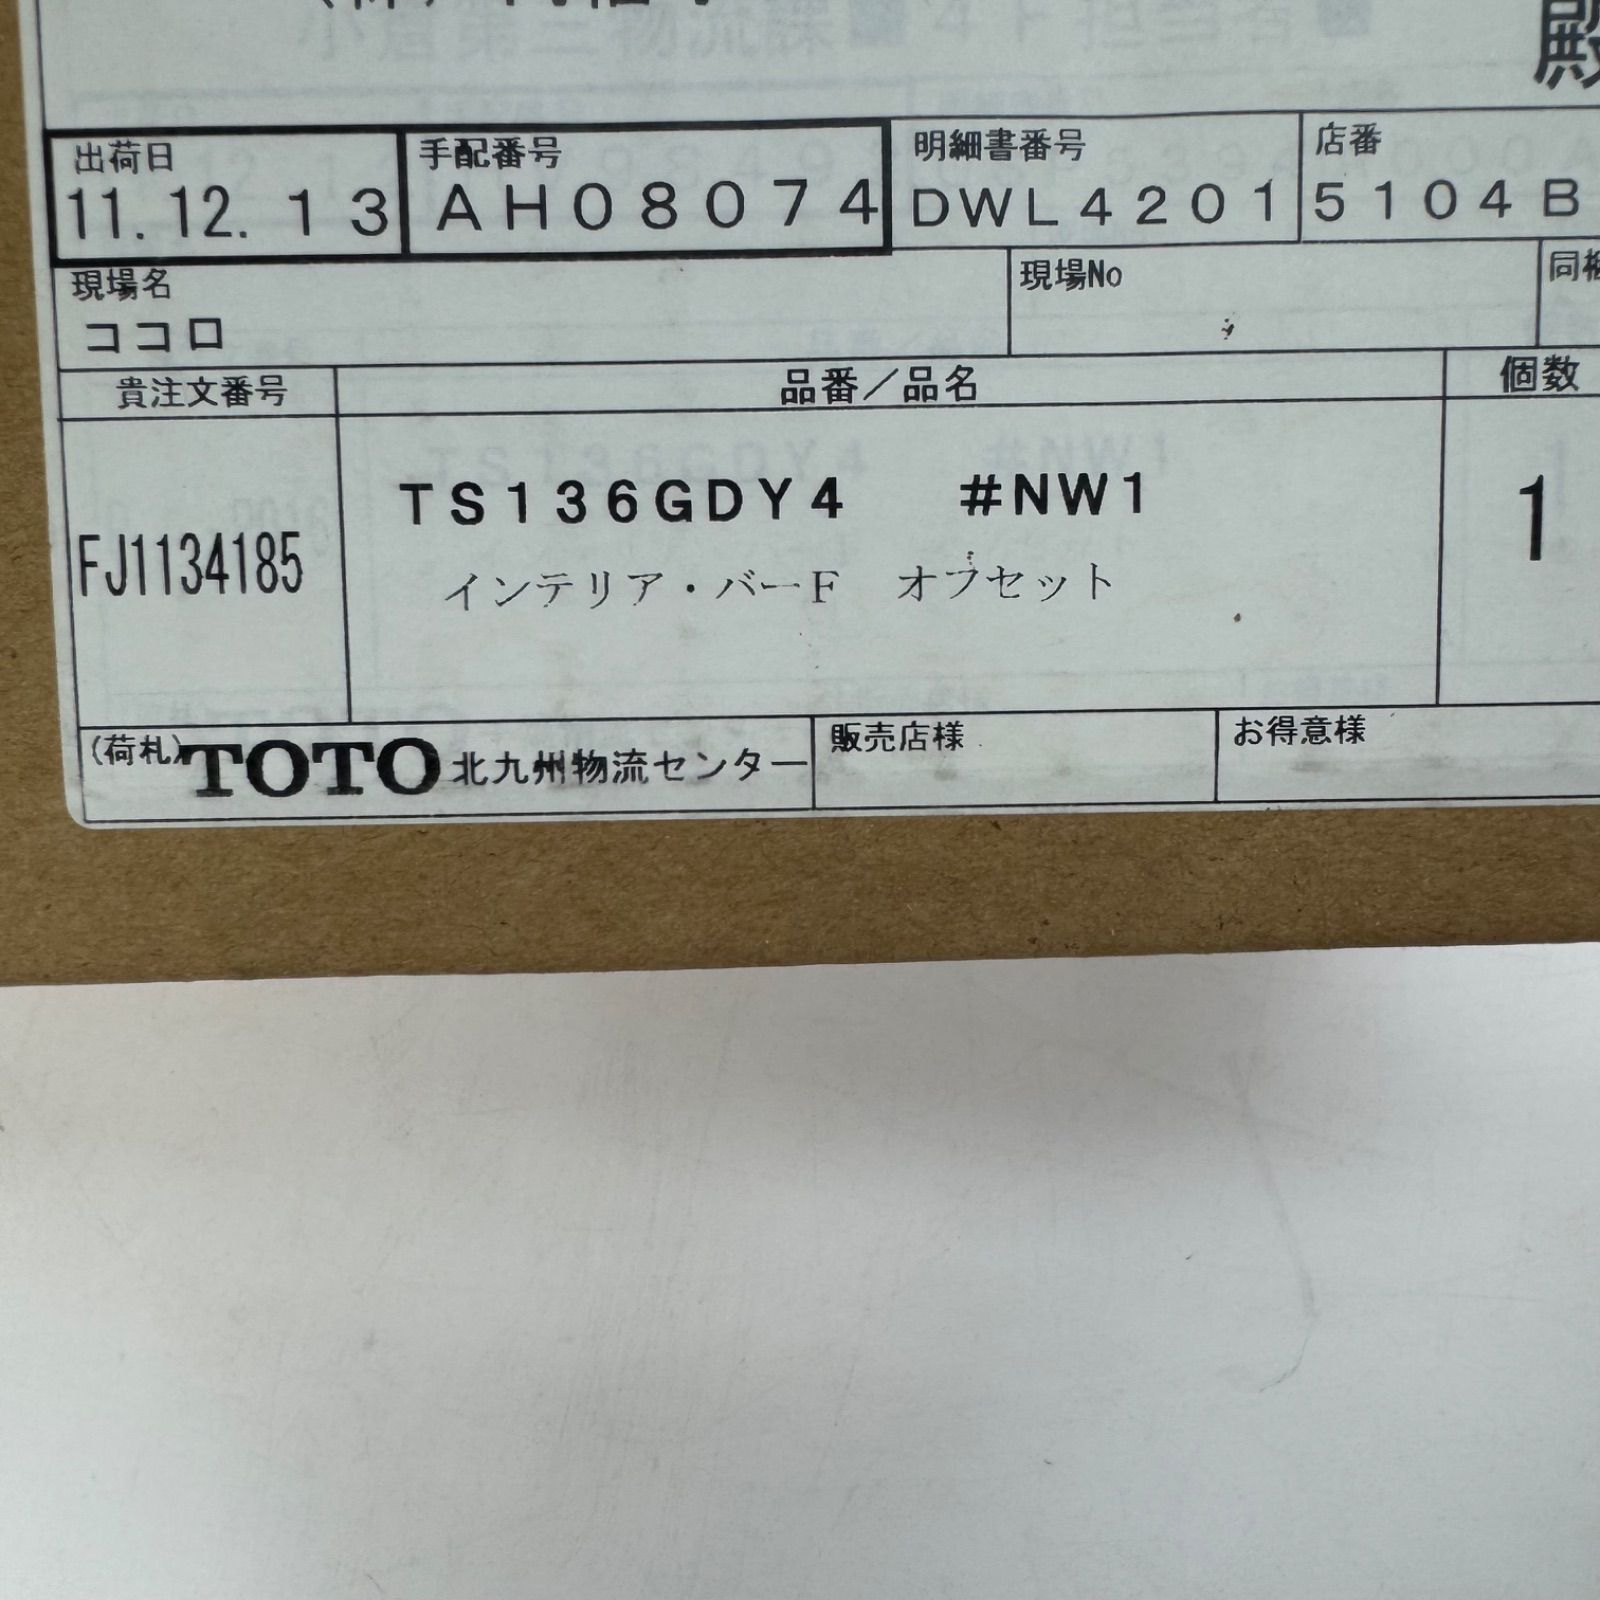 殿
出荷日 手配番号 明細書番号 店番
11.12.13 AH08074 DWL4201 5104B
現場名 現場No
ココロ
貴注文番号 品番／品名 個数
TS136GDY4 #NW1 1
FJ1134185
インテリア・バーF オフセット
(荷札) TOTO 北九州物流センター 販売店様 お得意様